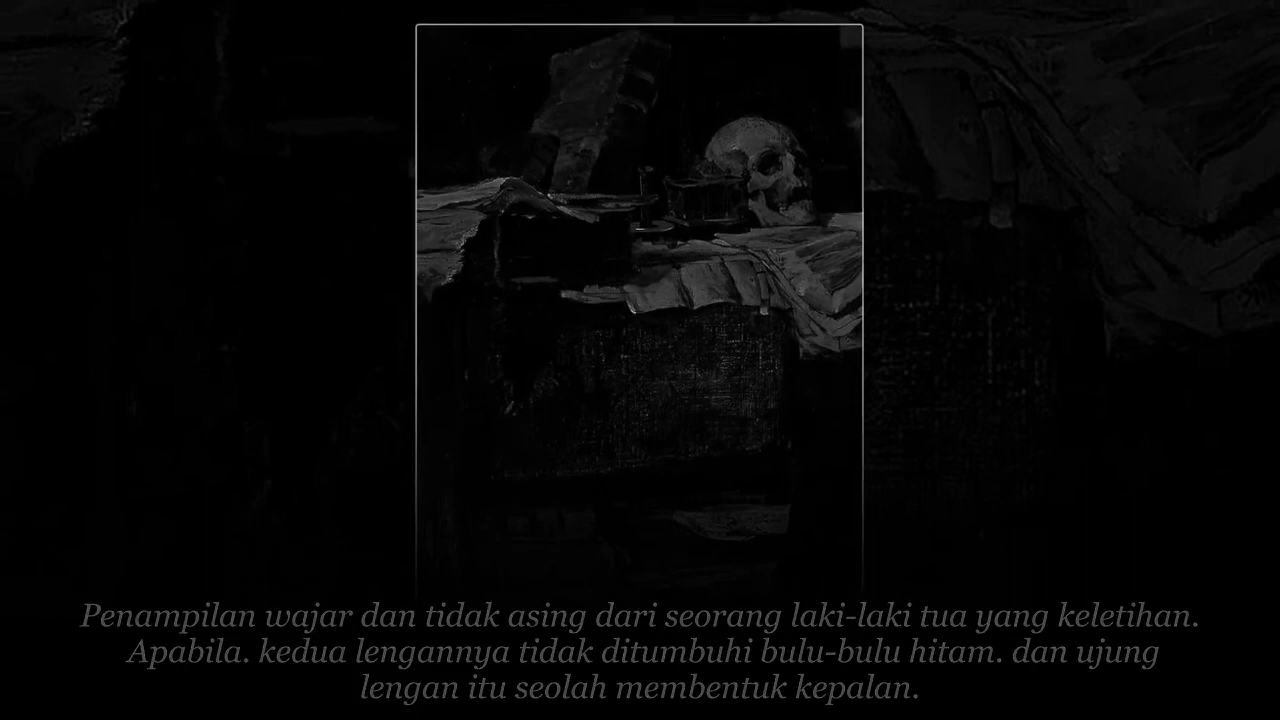 Penampilan wajar dan tidak asing dari seorang laki-laki tua yang keletihan.
Apabila. kedua lengannya tidak ditumbuhi bulu-bulu hitam. dan ujung
lengan itu seolah membentuk kepalan.